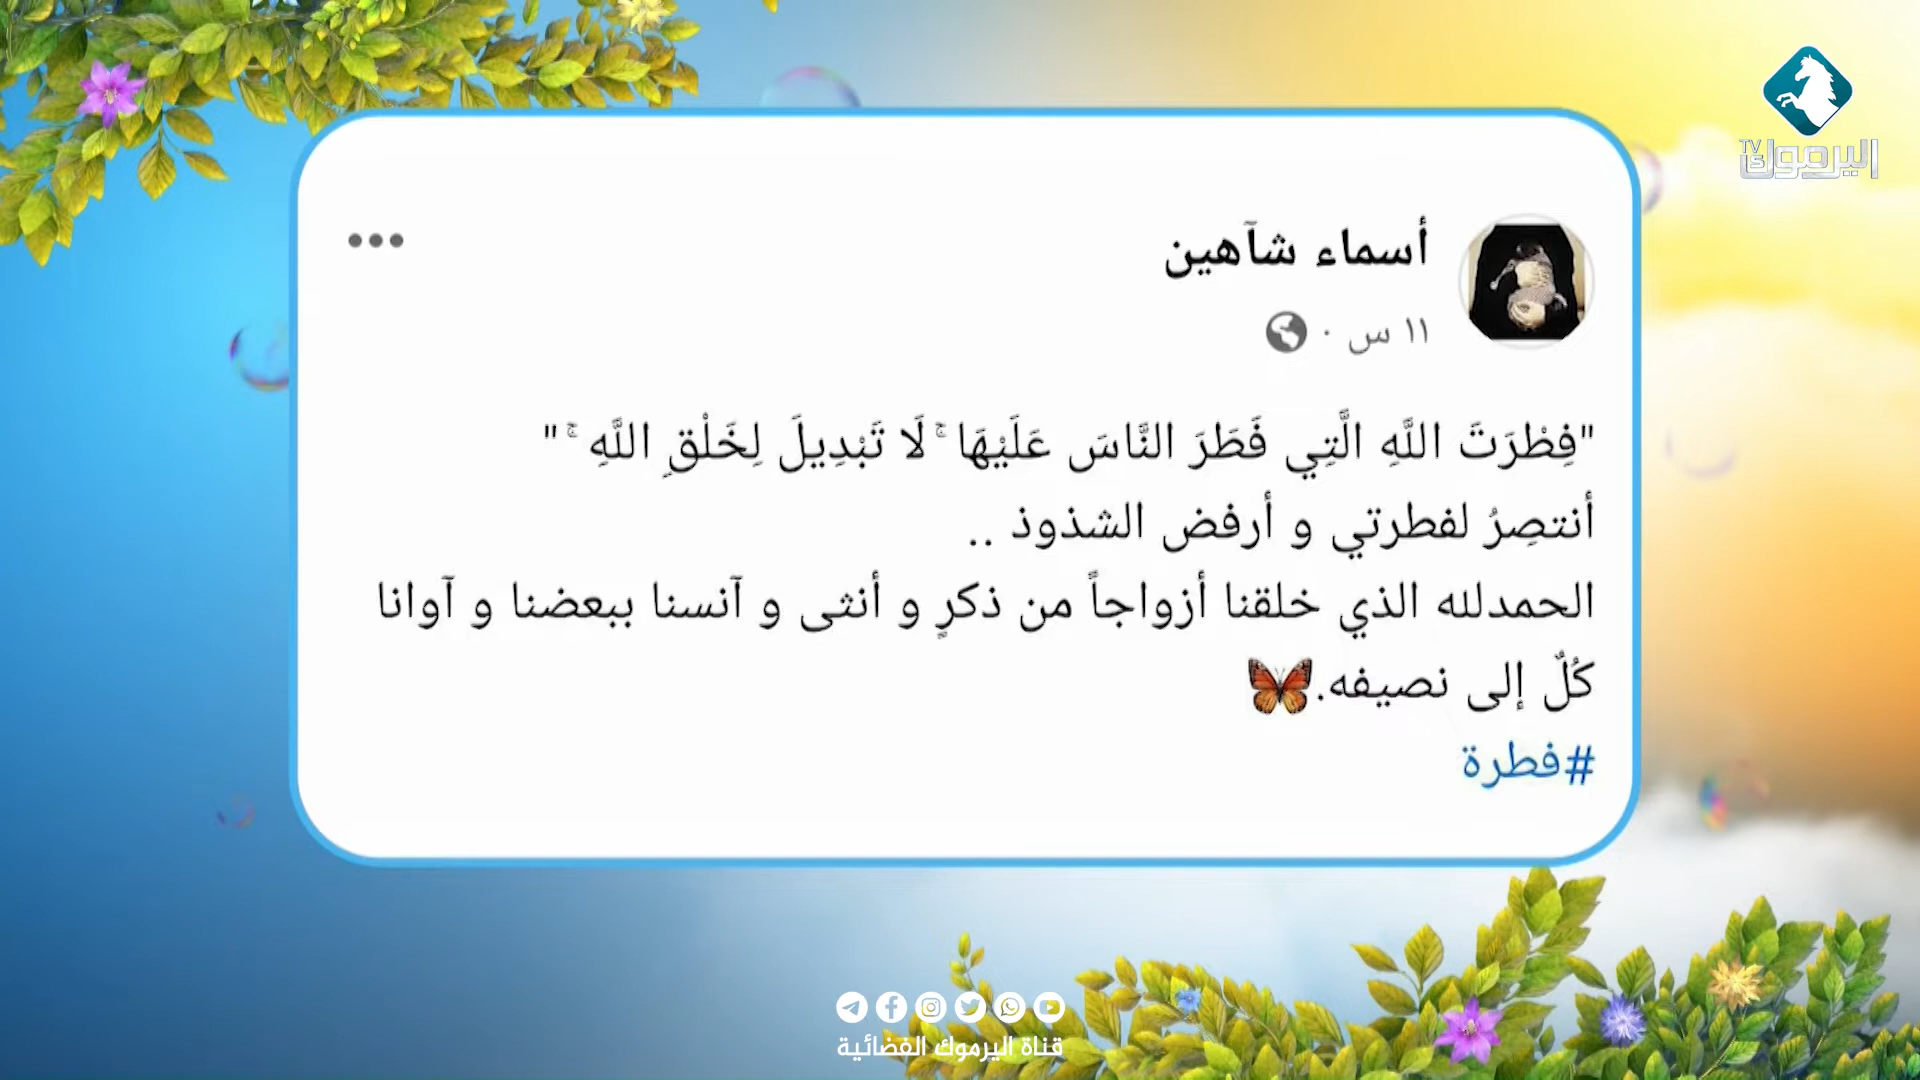 اليرموك
TV
أسماء شآهين
١١ س ·
"فِطْرَتَ اللَّهِ الَّتِي فَطَرَ النَّاسَ عَلَيْهَا ۚ لَا تَبْدِيلَ لِخَلْقِ اللَّهِ ۚ "
أنتصِرُ لفطرتي و أرفض الشذوذ ..
الحمدلله الذي خلقنا أزواجاً من ذكرٍ و أنثى و آنسنا ببعضنا و آوانا
كُلٌ إلى نصيفه.🦋
#فطرة
قناة اليرموك الفضائية